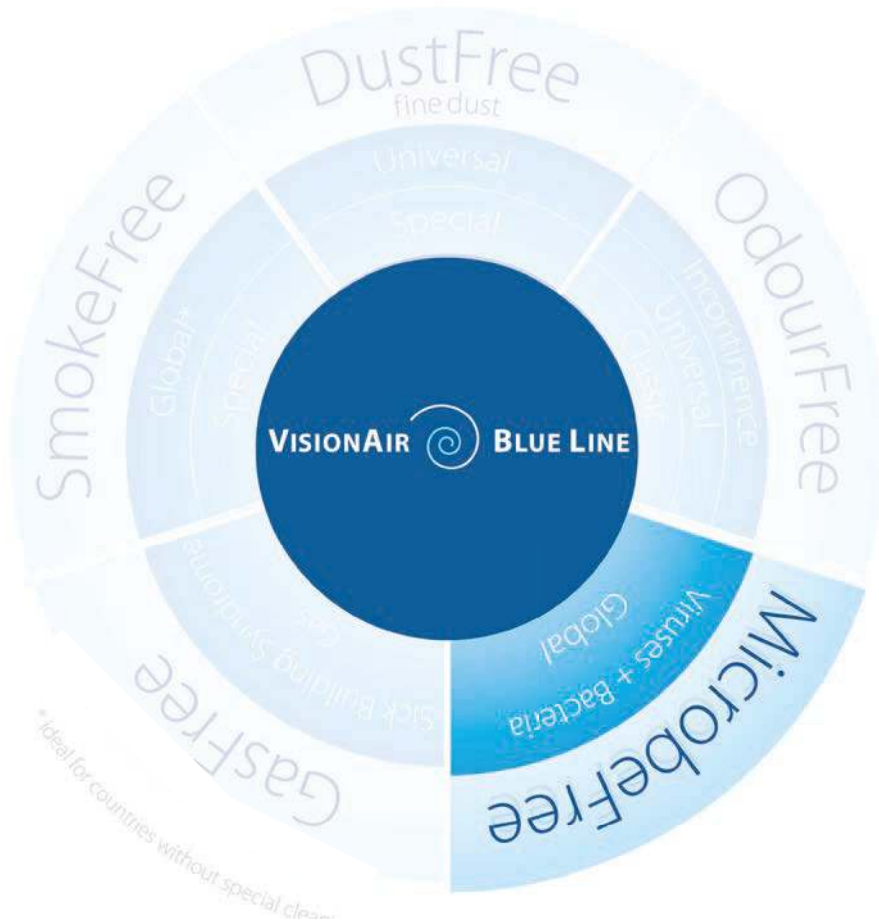 DustFree
fine dust
Universal
Special
OdourFree
Incontinence
Universal
Classic
MicrobeFree
Viruses + Bacteria
Global
GasFree
Sick Building Syndrome
Gas
SmokeFree
Global*
Special
VISIONAIR BLUE LINE
* Ideal for countries without special